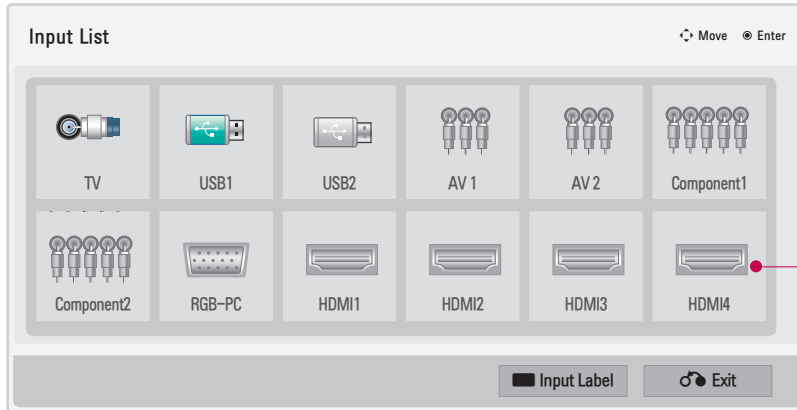 Input List
Move Enter
TV USB1 USB2 AV 1 AV 2 Component1
Component2 RGB-PC HDMI1 HDMI2 HDMI3 HDMI4
Input Label Exit